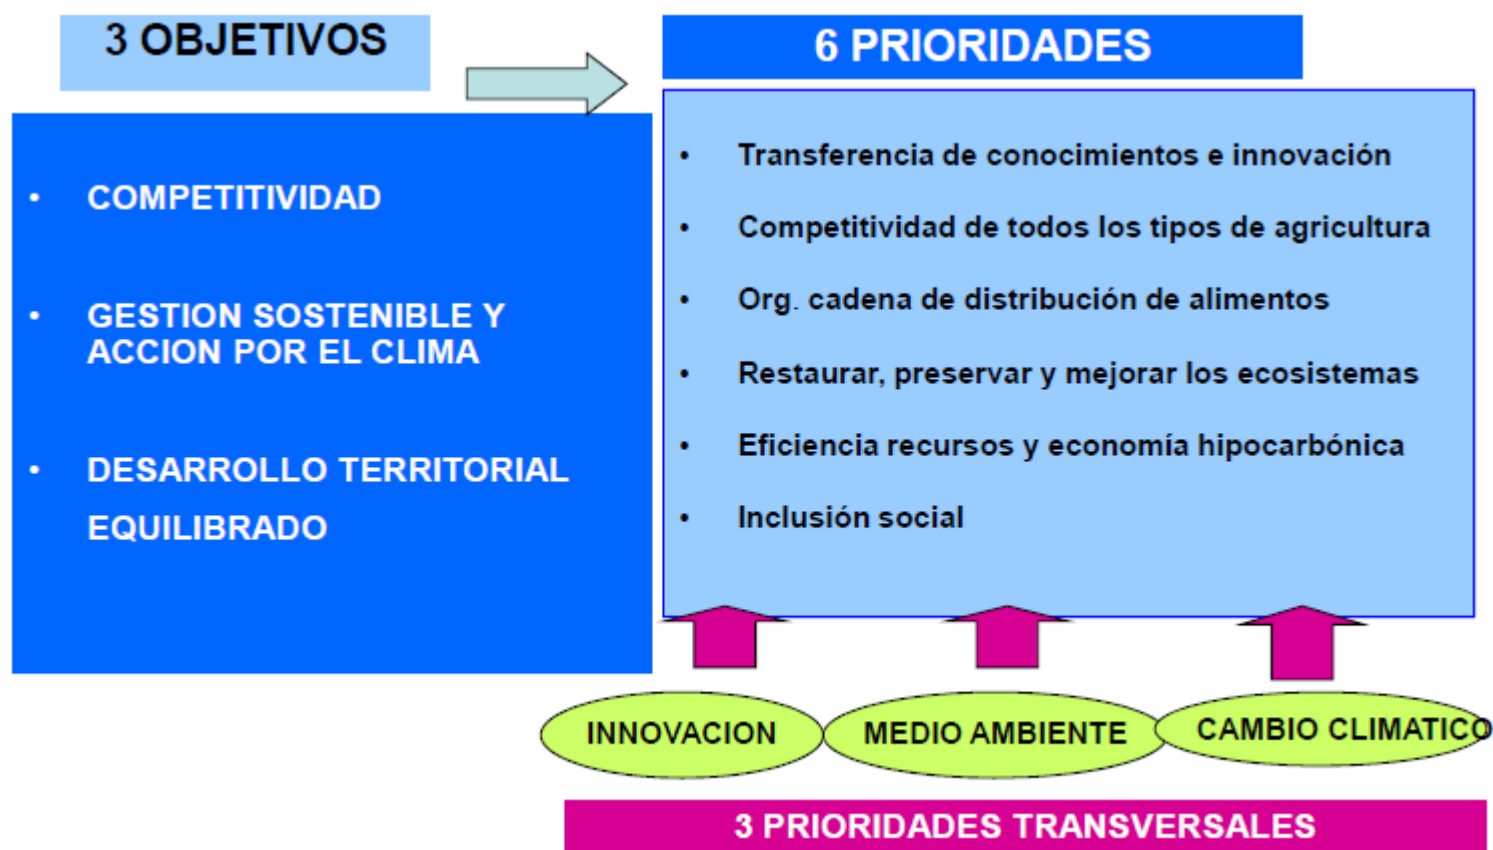 3 OBJETIVOS
• COMPETITIVIDAD
• GESTION SOSTENIBLE Y
ACCION POR EL CLIMA
• DESARROLLO TERRITORIAL
EQUILIBRADO
6 PRIORIDADES
• Transferencia de conocimientos e innovación
• Competitividad de todos los tipos de agricultura
• Org. cadena de distribución de alimentos
• Restaurar, preservar y mejorar los ecosistemas
• Eficiencia recursos y economía hipocarbónica
• Inclusión social
INNOVACION
MEDIO AMBIENTE
CAMBIO CLIMATICO
3 PRIORIDADES TRANSVERSALES